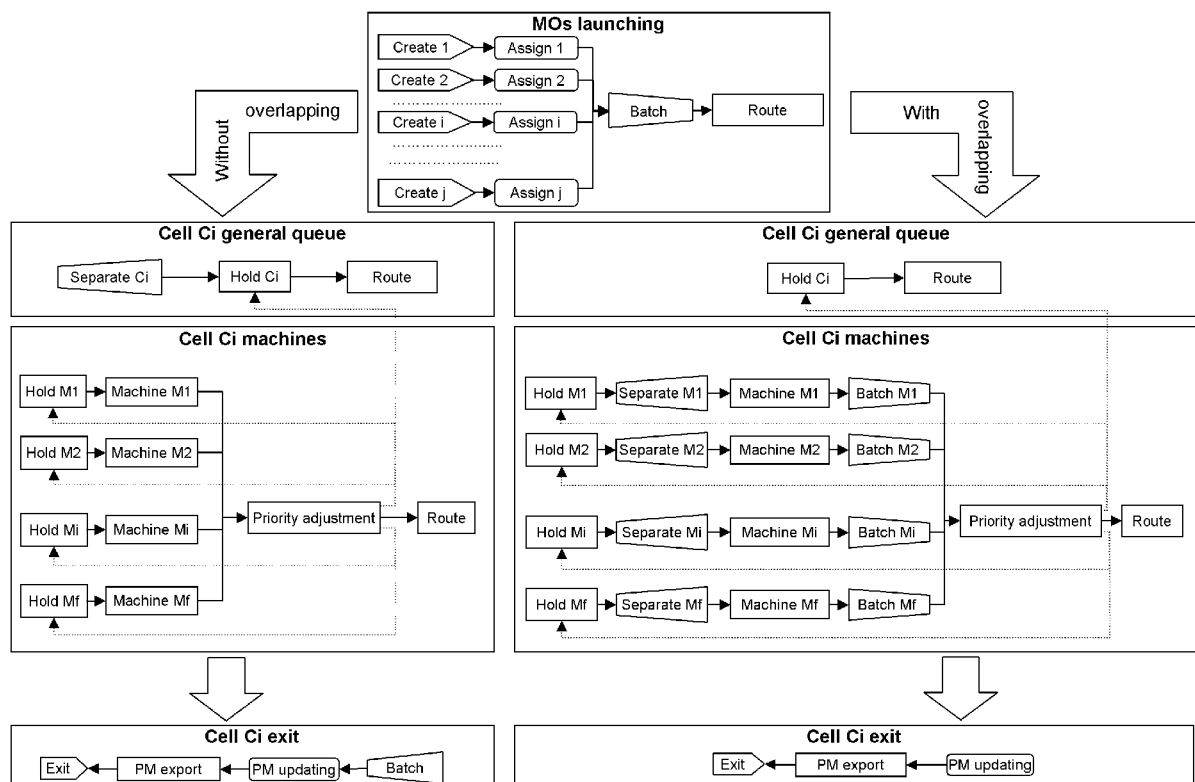 MOs launching
Create 1
Assign 1
Create 2
Assign 2
Create i
Assign i
Batch
Route
Create j
Assign j
Without
overlapping
With
overlapping
Cell Ci general queue
Separate Ci
Hold Ci
Route
Cell Ci general queue
Hold Ci
Route
Cell Ci machines
Hold M1
Machine M1
Hold M2
Machine M2
Hold Mi
Machine Mi
Hold Mf
Machine Mf
Priority adjustment
Route
Cell Ci machines
Hold M1
Separate M1
Machine M1
Batch M1
Hold M2
Separate M2
Machine M2
Batch M2
Hold Mi
Separate Mi
Machine Mi
Batch Mi
Hold Mf
Separate Mf
Machine Mf
Batch Mf
Priority adjustment
Route
Cell Ci exit
Exit
PM export
PM updating
Batch
Cell Ci exit
Exit
PM export
PM updating